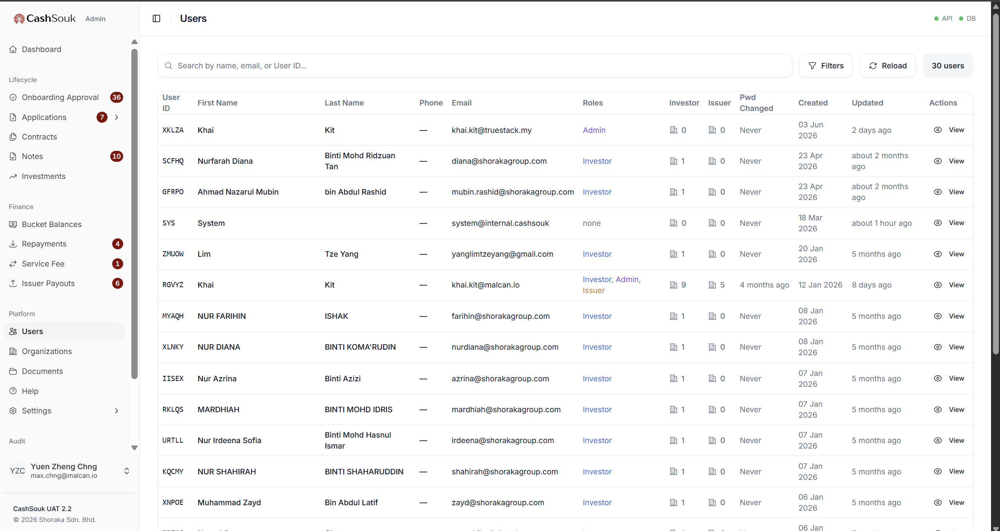 CashSouk Admin
Dashboard
Lifecycle
Onboarding Approval 36
Applications 7
Contracts
Notes 10
Investments
Finance
Bucket Balances
Repayments 4
Service Fee 1
Issuer Payouts 6
Platform
Users
Organizations
Documents
Help
Settings
Audit
YZC Yuen Zheng Chng
max.chng@malcan.io
CashSouk UAT 2.2
© 2026 Shoraka Sdn. Bhd.
Users
API DB
Search by name, email, or User ID...
Filters
Reload
30 users
User ID First Name Last Name Phone Email Roles Investor Issuer Pwd Changed Created Updated Actions
XKLZA Khai Kit — khai.kit@truestack.my Admin 0 0 Never 03 Jun 2026 2 days ago View
SCFHQ Nurfarah Diana Binti Mohd Ridzuan Tan — diana@shorakagroup.com Investor 1 0 Never 23 Apr 2026 about 2 months ago View
GFRPO Ahmad Nazarul Mubin bin Abdul Rashid — mubin.rashid@shorakagroup.com Investor 1 0 Never 23 Apr 2026 about 2 months ago View
SYS System — system@internal.cashsouk none 0 0 Never 18 Mar 2026 about 1 hour ago View
ZMUOW Lim Tze Yang — yanglimtzeyang@gmail.com Investor 1 0 Never 20 Jan 2026 5 months ago View
RGVYZ Khai Kit — khai.kit@malcan.io Investor, Admin, Issuer 9 5 4 months ago 12 Jan 2026 8 days ago View
MYAQH NUR FARIHIN ISHAK — farihin@shorakagroup.com Investor 1 0 Never 08 Jan 2026 5 months ago View
XLNKY NUR DIANA BINTI KOMA'RUDIN — nurdiana@shorakagroup.com Investor 1 0 Never 08 Jan 2026 5 months ago View
IISEX Nur Azrina Binti Azizi — azrina@shorakagroup.com Investor 1 0 Never 07 Jan 2026 5 months ago View
RKLQS MARDHIAH BINTI MOHD IDRIS — mardhiah@shorakagroup.com Investor 1 0 Never 07 Jan 2026 5 months ago View
URTLL Nur Irdeena Sofia Binti Mohd Hasnul Ismar — irdeena@shorakagroup.com Investor 1 0 Never 07 Jan 2026 5 months ago View
KQCMY NUR SHAHIRAH BINTI SHAHARUDDIN — shahirah@shorakagroup.com Investor 1 0 Never 07 Jan 2026 5 months ago View
XNPOE Muhammad Zayd Bin Abdul Latif — zayd@shorakagroup.com Investor 1 0 Never 06 Jan 2026 5 months ago View
06 Jan